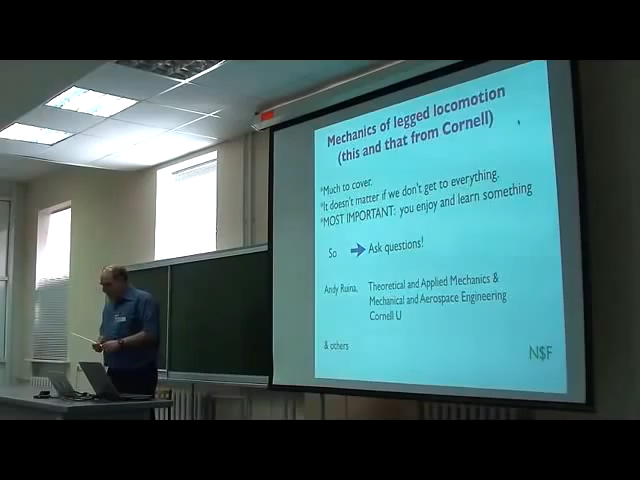 Mechanics of legged locomotion
(this and that from Cornell)
*Much to cover.
*It doesn't matter if we don't get to everything.
*MOST IMPORTANT: you enjoy and learn something
So Ask questions!
Andy Ruina, Theoretical and Applied Mechanics &
Mechanical and Aerospace Engineering
Cornell U
& others
N$F